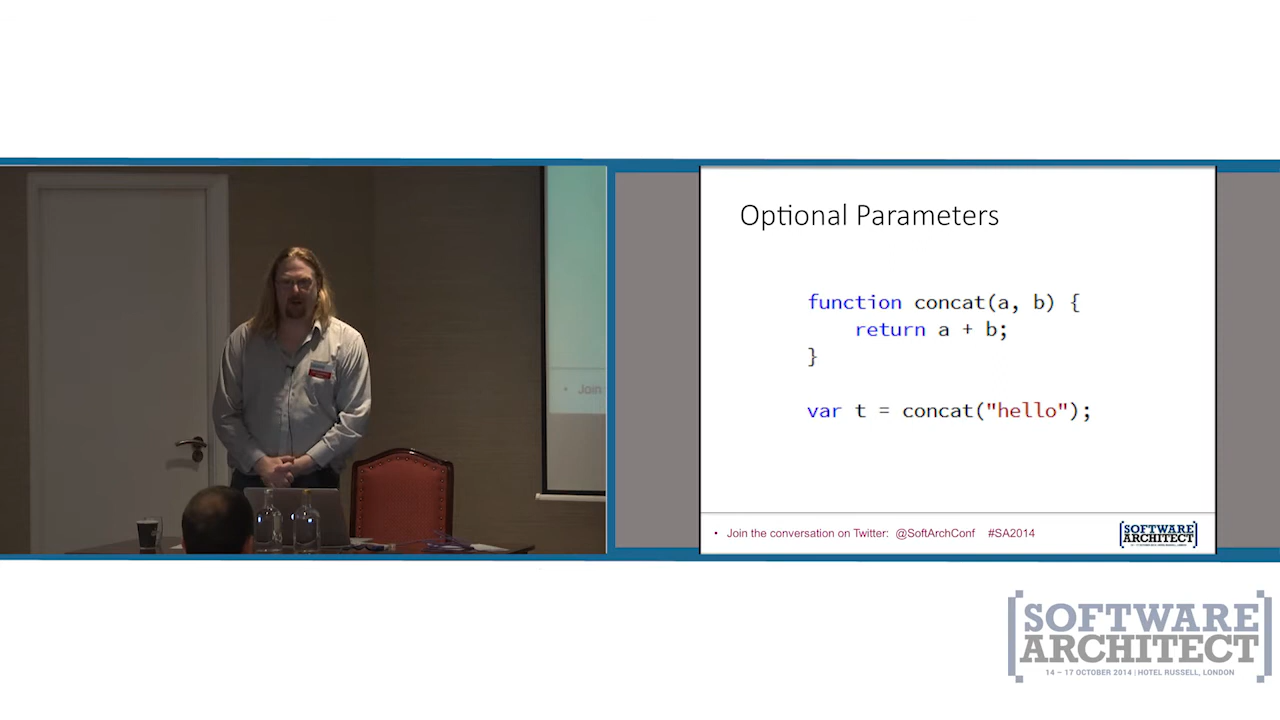 • Join
Optional Parameters
function concat(a, b) {
return a + b;
}
var t = concat("hello");
• Join the conversation on Twitter: @SoftArchConf #SA2014
[SOFTWARE
ARCHITECT]
[SOFTWARE
ARCHITECT]
14 – 17 OCTOBER 2014 | HOTEL RUSSELL, LONDON